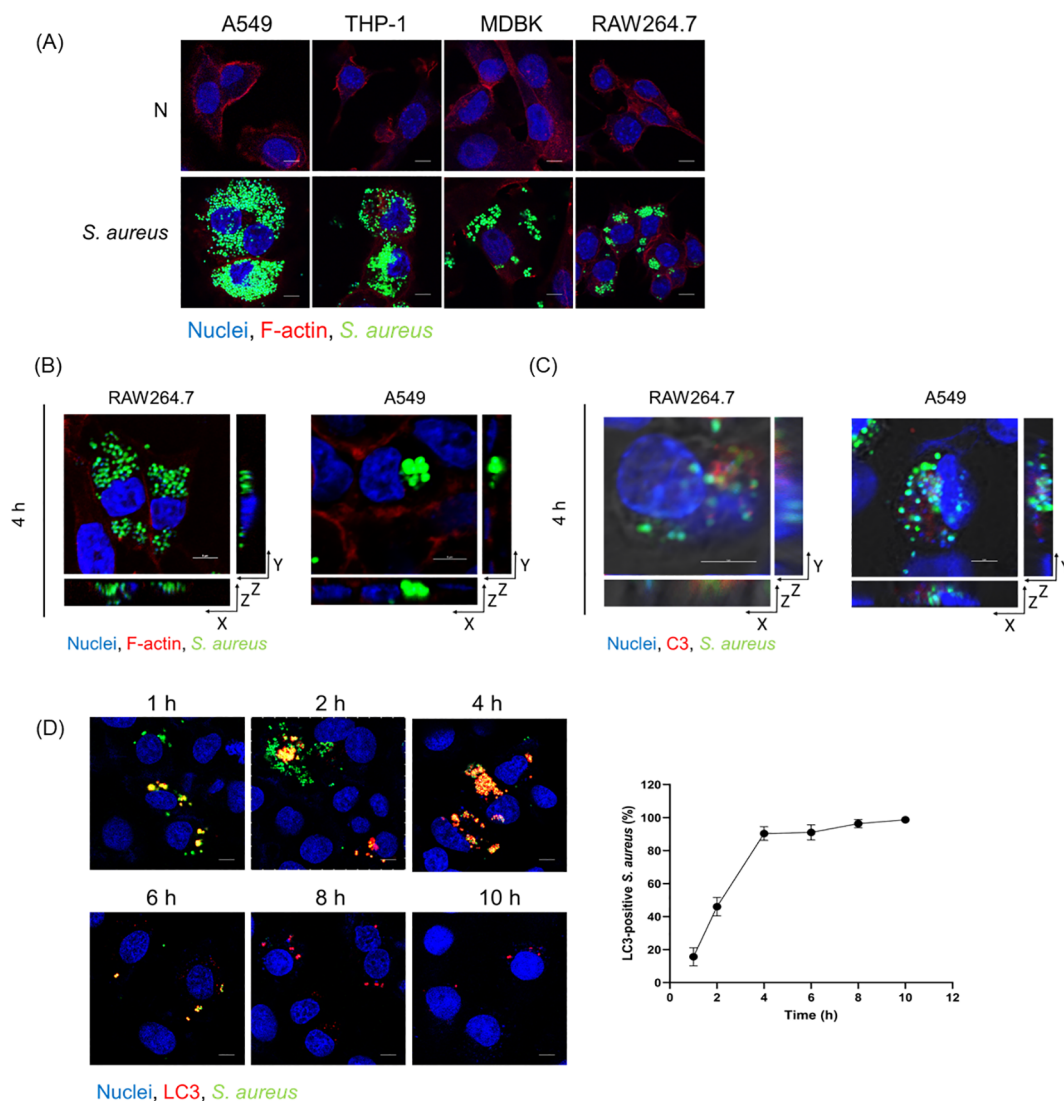 (A)
A549 THP-1 MDBK RAW264.7
N
S. aureus
Nuclei, F-actin, S. aureus
(B)
RAW264.7 A549
4 h
Y
Z
Z
X
Y
Z
Z
X
Nuclei, F-actin, S. aureus
(C)
RAW264.7 A549
4 h
Y
Z
Z
X
Y
Z
Z
X
Nuclei, C3, S. aureus
(D)
1 h 2 h 4 h
6 h 8 h 10 h
Nuclei, LC3, S. aureus
LC3-positive S. aureus (%)
120
100
80
60
40
20
0
0 2 4 6 8 10 12
Time (h)